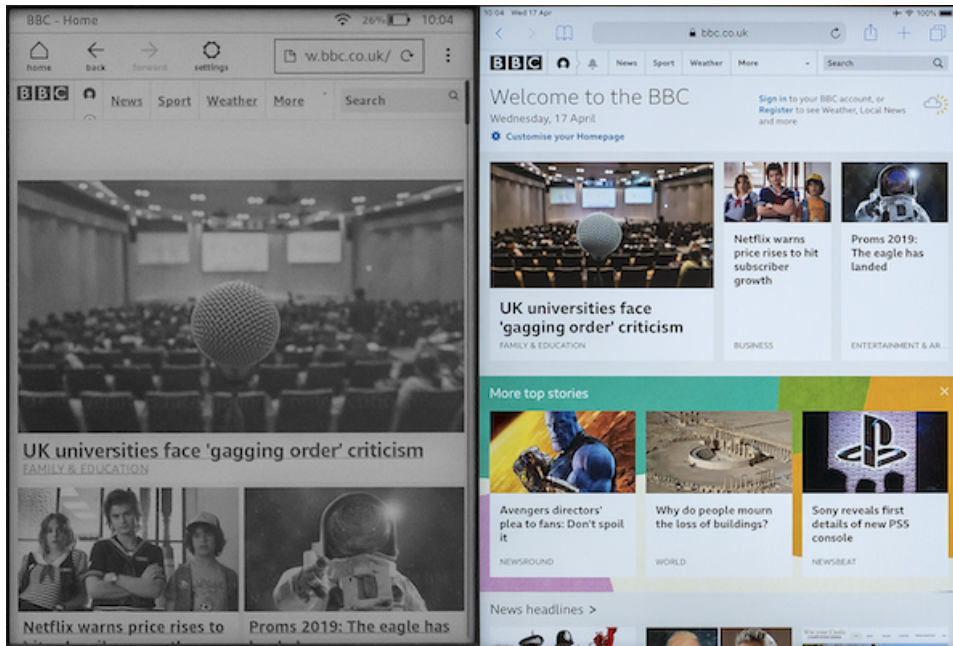 BBC - Home
26%
10:04
home
back
forward
settings
w.bbc.co.uk/
BBC
News
Sport
Weather
More
Search
UK universities face 'gagging order' criticism
FAMILY & EDUCATION
Netflix warns price rises to
Proms 2019: The eagle has
10:04 Wed 17 Apr
100%
bbc.co.uk
BBC
News
Sport
Weather
More
Search
Welcome to the BBC
Wednesday, 17 April
Customise your Homepage
Sign in to your BBC account, or
Register to see Weather, Local News
and more
UK universities face
'gagging order' criticism
FAMILY & EDUCATION
Netflix warns
price rises to hit
subscriber
growth
BUSINESS
Proms 2019:
The eagle has
landed
ENTERTAINMENT & AR...
More top stories
Avengers directors'
plea to fans: Don't spoil
it
NEWSROUND
Why do people mourn
the loss of buildings?
WORLD
Sony reveals first
details of new PS5
console
NEWSBEAT
News headlines >